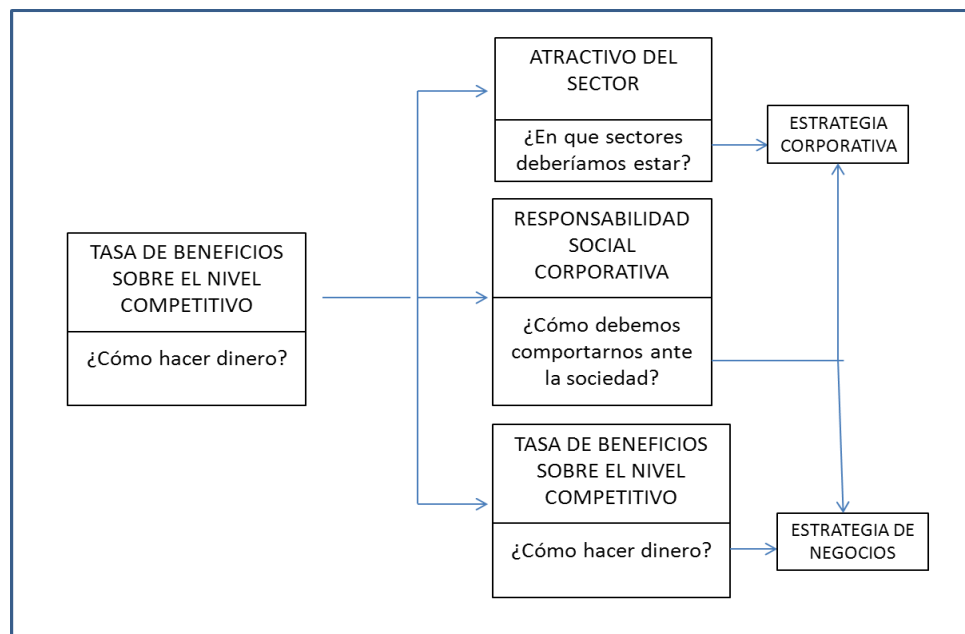 ATRACTIVO DEL
SECTOR
¿En que sectores
deberíamos estar?
ESTRATEGIA
CORPORATIVA
RESPONSABILIDAD
SOCIAL
CORPORATIVA
¿Cómo debemos
comportarnos ante
la sociedad?
TASA DE BENEFICIOS
SOBRE EL NIVEL
COMPETITIVO
¿Cómo hacer dinero?
TASA DE BENEFICIOS
SOBRE EL NIVEL
COMPETITIVO
¿Cómo hacer dinero?
ESTRATEGIA DE
NEGOCIOS